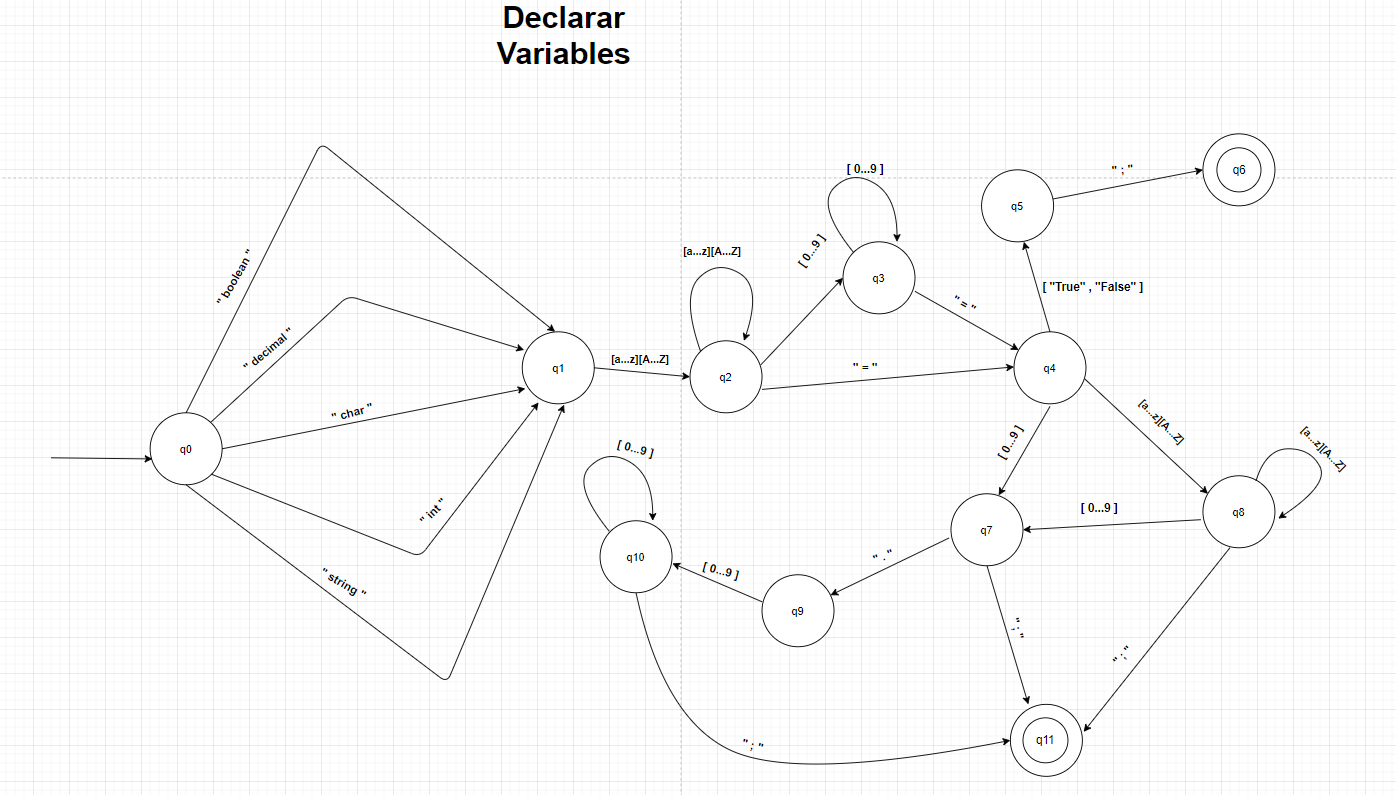 Declarar
Variables
" boolean "
" decimal "
" char "
" int "
" string "
q0
q1
[a...z][A...Z]
[a...z][A...Z]
q2
[ 0...9 ]
[ 0...9 ]
q3
" = "
" = "
q4
[ "True" , "False" ]
q5
" ; "
q6
[ 0...9 ]
[a...z][A...Z]
[a...z][A...Z]
q8
[ 0...9 ]
q7
" . "
q9
[ 0...9 ]
[ 0...9 ]
q10
" ; "
" ; "
" ; "
q11